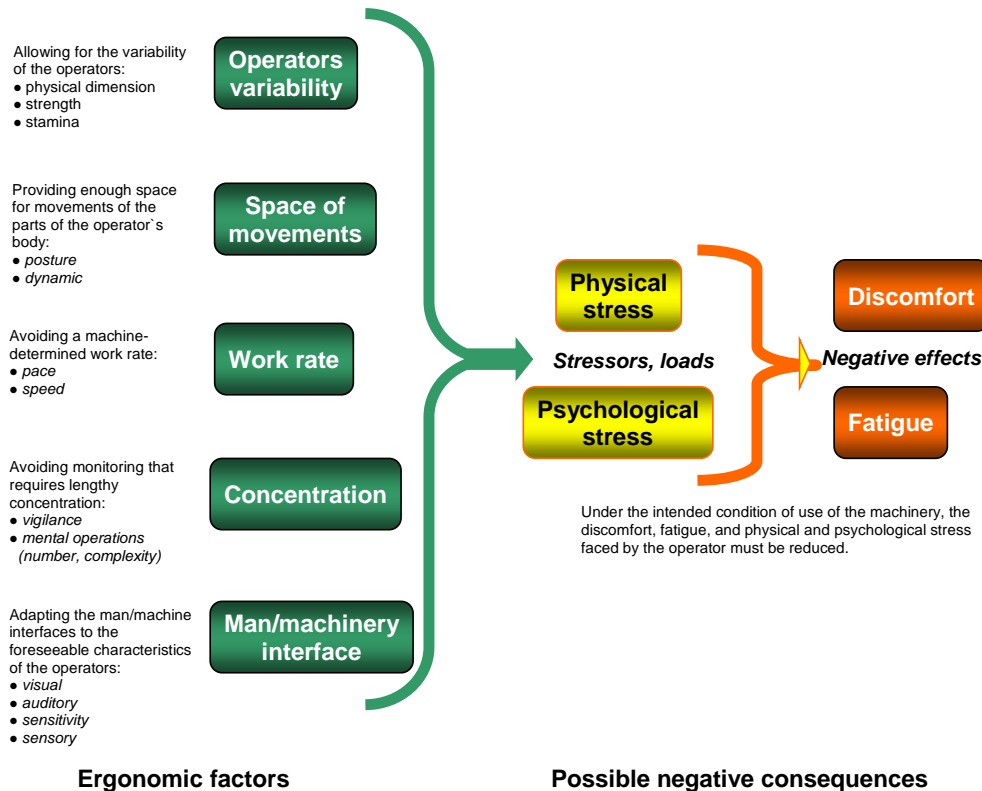 Allowing for the variability
of the operators:
● physical dimension
● strength
● stamina
Operators
variability
Providing enough space
for movements of the
parts of the operator`s
body:
● posture
● dynamic
Space of
movements
Avoiding a machine-
determined work rate:
● pace
● speed
Work rate
Avoiding monitoring that
requires lengthy
concentration:
● vigilance
● mental operations
(number, complexity)
Concentration
Adapting the man/machine
interfaces to the
foreseeable characteristics
of the operators:
● visual
● auditory
● sensitivity
● sensory
Man/machinery
interface
Physical
stress
Stressors, loads
Psychological
stress
Discomfort
Negative effects
Fatigue
Under the intended condition of use of the machinery, the
discomfort, fatigue, and physical and psychological stress
faced by the operator must be reduced.
Ergonomic factors
Possible negative consequences